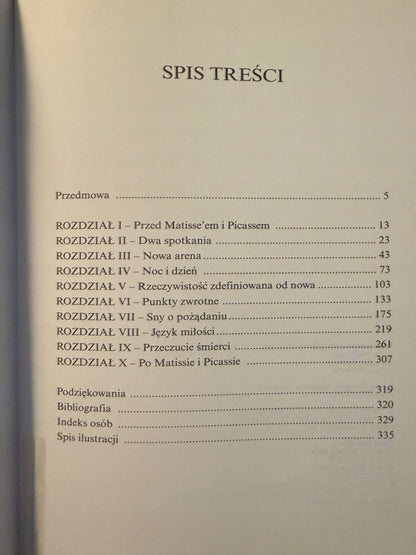 SPIS TREŚCI
Przedmowa ........................................ 5
ROZDZIAŁ I – Przed Matisse'em i Picassem ........................................ 13
ROZDZIAŁ II – Dwa spotkania ........................................ 23
ROZDZIAŁ III – Nowa arena ........................................ 43
ROZDZIAŁ IV – Noc i dzień ........................................ 73
ROZDZIAŁ V – Rzeczywistość zdefiniowana od nowa ........................................ 103
ROZDZIAŁ VI – Punkty zwrotne ........................................ 133
ROZDZIAŁ VII – Sny o pożądaniu ........................................ 175
ROZDZIAŁ VIII – Język miłości ........................................ 219
ROZDZIAŁ IX – Przeczucie śmierci ........................................ 261
ROZDZIAŁ X – Po Matissie i Picassie ........................................ 307
Podziękowania ........................................ 319
Bibliografia ........................................ 320
Indeks osób ........................................ 329
Spis ilustracji ........................................ 335